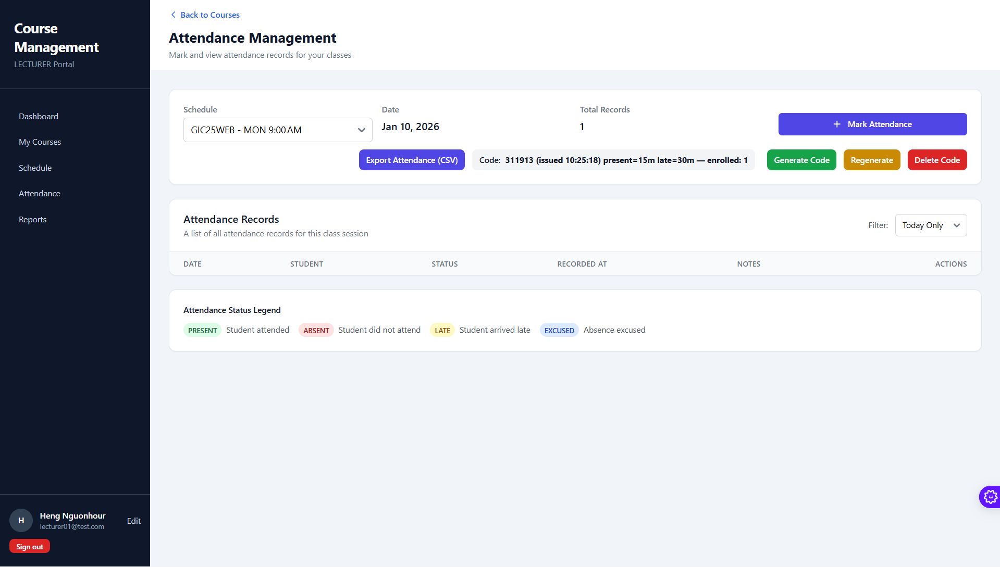 Course
Management
LECTURER Portal
Dashboard
My Courses
Schedule
Attendance
Reports
H
Heng Nguonhour
lecturer01@test.com
Edit
Sign out
Back to Courses
Attendance Management
Mark and view attendance records for your classes
Schedule
GIC25WEB - MON 9:00 AM
Date
Jan 10, 2026
Total Records
1
Mark Attendance
Export Attendance (CSV)
Code: 311913 (issued 10:25:18) present=15m late=30m — enrolled: 1
Generate Code
Regenerate
Delete Code
Attendance Records
A list of all attendance records for this class session
Filter: Today Only
DATE STUDENT STATUS RECORDED AT NOTES ACTIONS
Attendance Status Legend
PRESENT Student attended ABSENT Student did not attend LATE Student arrived late EXCUSED Absence excused